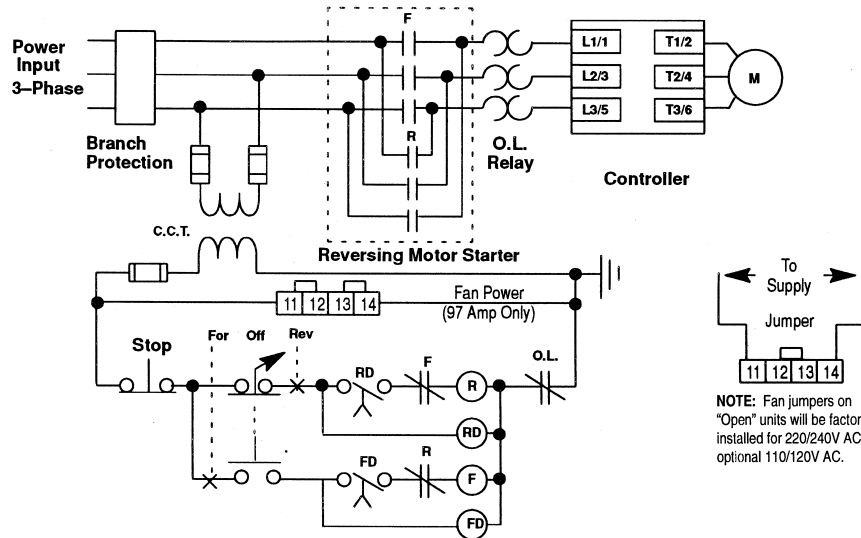 F
Power
Input
3–Phase
L1/1 T1/2
L2/3 T2/4 M
L3/5 T3/6
Branch
Protection
R
O.L.
Relay
Controller
C.C.T.
Reversing Motor Starter
11 12 13 14
Fan Power
(97 Amp Only)
To
Supply
Jumper
11 12 13 14
Stop
For Off Rev
RD F R O.L.
RD
FD R F
FD
NOTE: Fan jumpers on
"Open" units will be factor
installed for 220/240V AC
optional 110/120V AC.